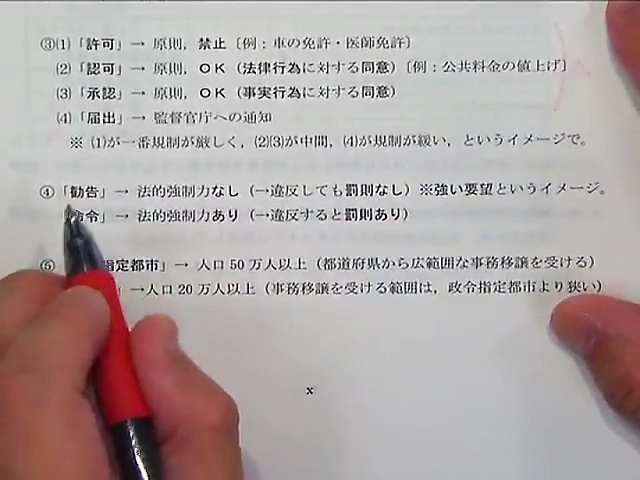 ③⑴「許可」→ 原則，禁止〔例：車の免許・医師免許〕
⑵「認可」→ 原則，ＯＫ（法律行為に対する同意）〔例：公共料金の値上げ〕
⑶「承認」→ 原則，ＯＫ（事実行為に対する同意）
⑷「届出」→ 監督官庁への通知
※ ⑴が一番規制が厳しく，⑵⑶が中間，⑷が規制が緩い，というイメージで。
④「勧告」→ 法的強制力なし（→違反しても罰則なし）※強い要望というイメージ。
命令」→ 法的強制力あり（→違反すると罰則あり）
⑤ 指定都市」→ 人口 50 万人以上（都道府県から広範囲な事務移譲を受ける）
」→人口 20 万人以上（事務移譲を受ける範囲は，政令指定都市より狭い）
x